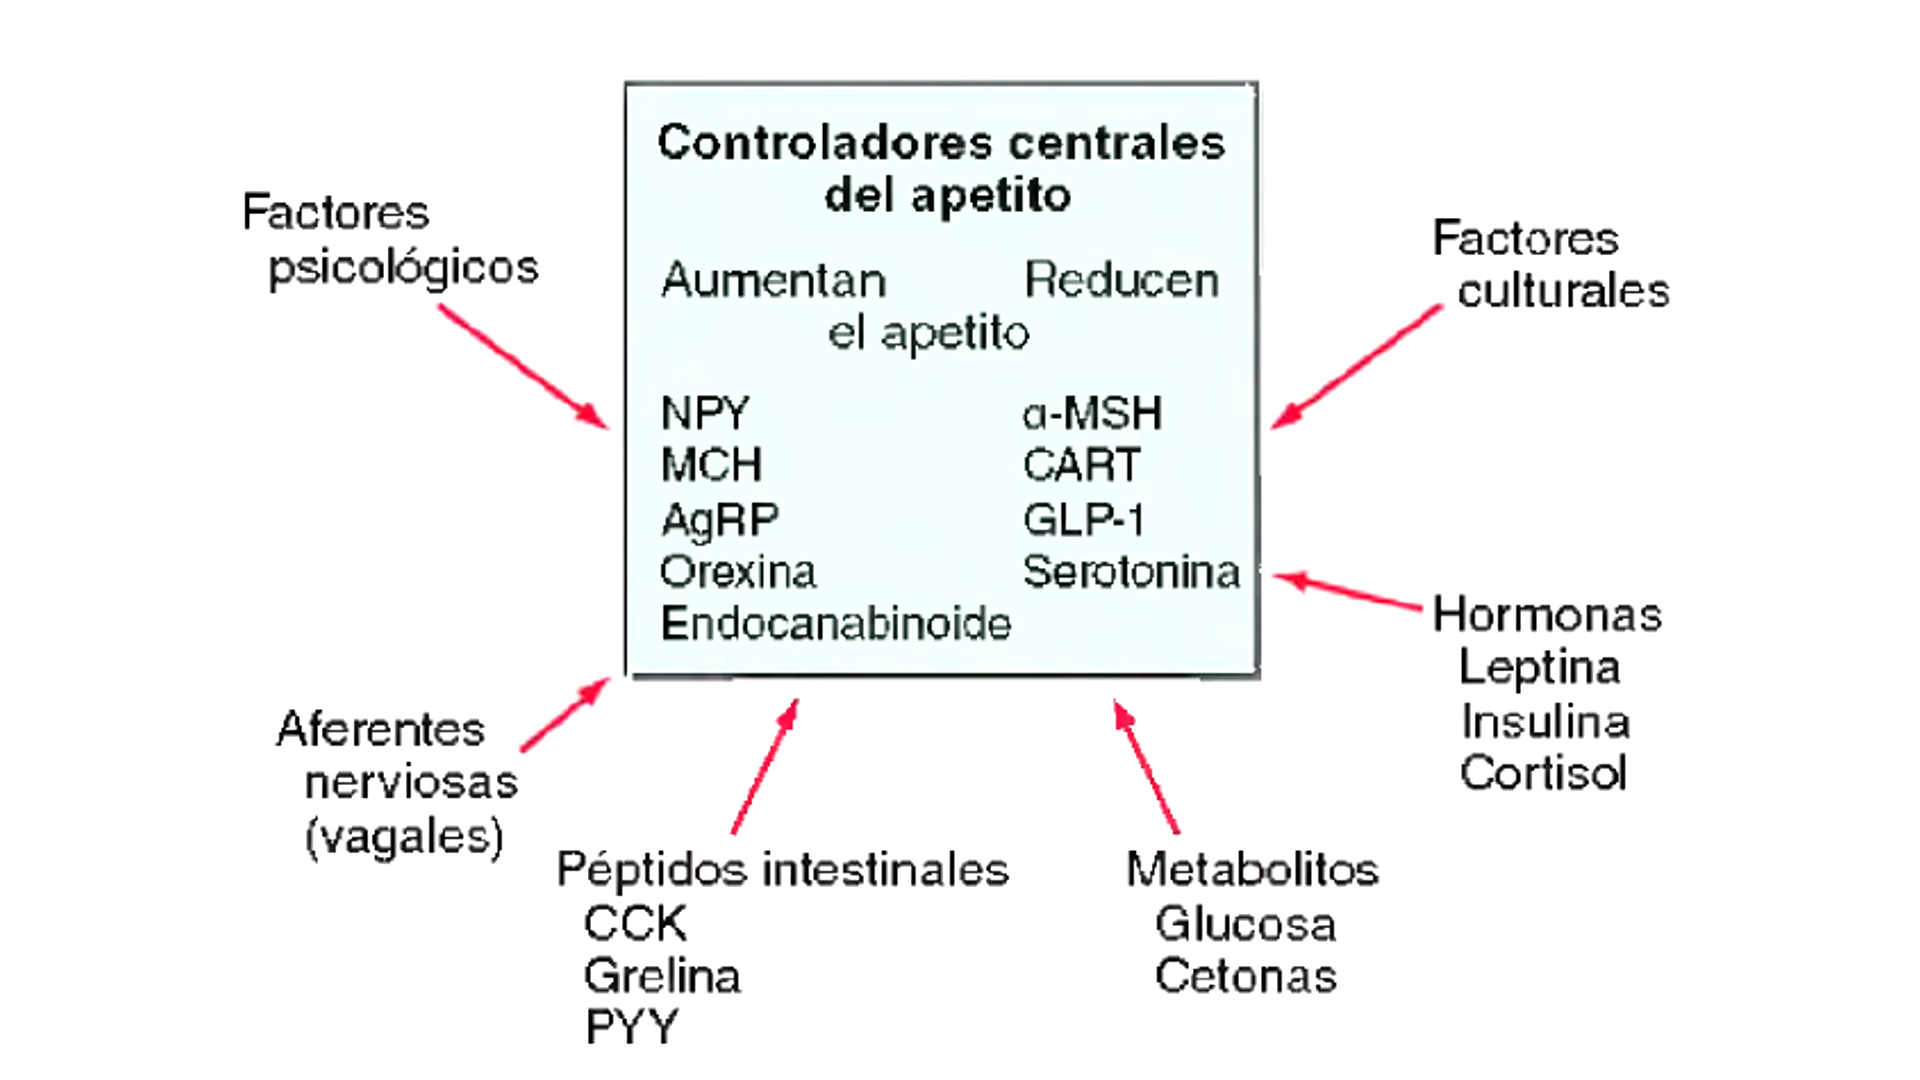 Controladores centrales
del apetito
Aumentan Reducen
el apetito
NPY α-MSH
MCH CART
AgRP GLP-1
Orexina Serotonina
Endocanabinoide
Factores
psicológicos
Factores
culturales
Aferentes
nerviosas
(vagales)
Péptidos intestinales
CCK
Grelina
PYY
Metabolitos
Glucosa
Cetonas
Hormonas
Leptina
Insulina
Cortisol